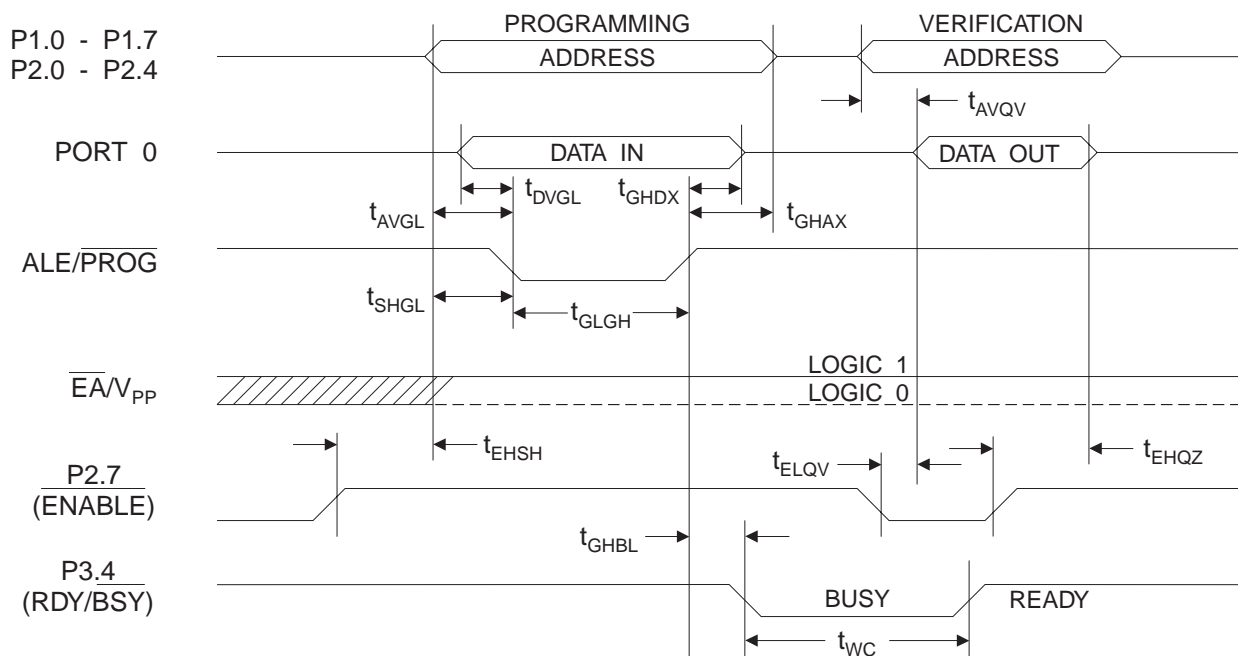 PROGRAMMING VERIFICATION
P1.0 - P1.7
P2.0 - P2.4
ADDRESS ADDRESS
tAVQV
PORT 0 DATA IN DATA OUT
tDVGL tGHDX
tAVGL tGHAX
ALE/PROG
tSHGL tGLGH
EA/VPP LOGIC 1
LOGIC 0
tEHSH tELQV tEHQZ
P2.7
(ENABLE)
tGHBL
P3.4
(RDY/BSY) BUSY READY
tWC